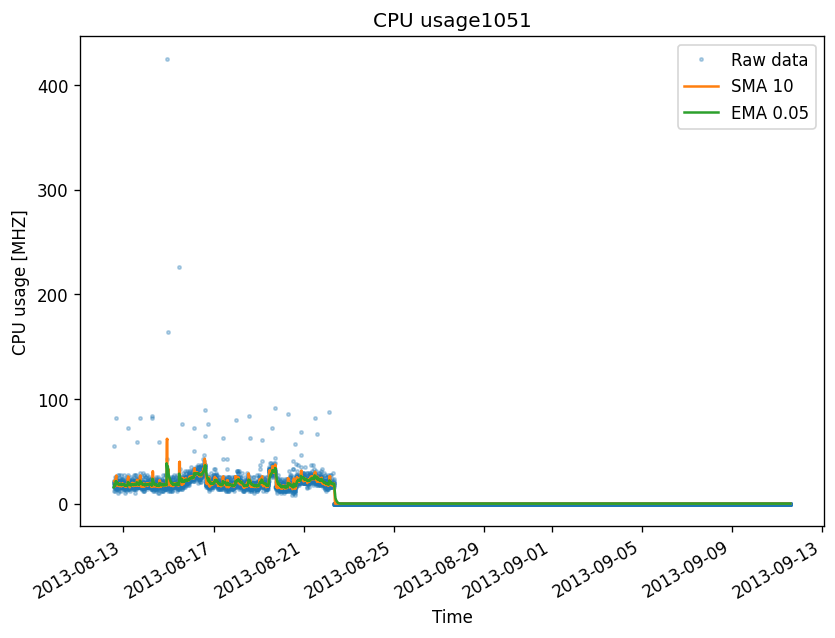 CPU usage1051
Raw data
SMA 10
EMA 0.05
CPU usage [MHZ]
400
300
200
100
0
2013-08-13
2013-08-17
2013-08-21
2013-08-25
2013-08-29
2013-09-01
2013-09-05
2013-09-09
2013-09-13
Time